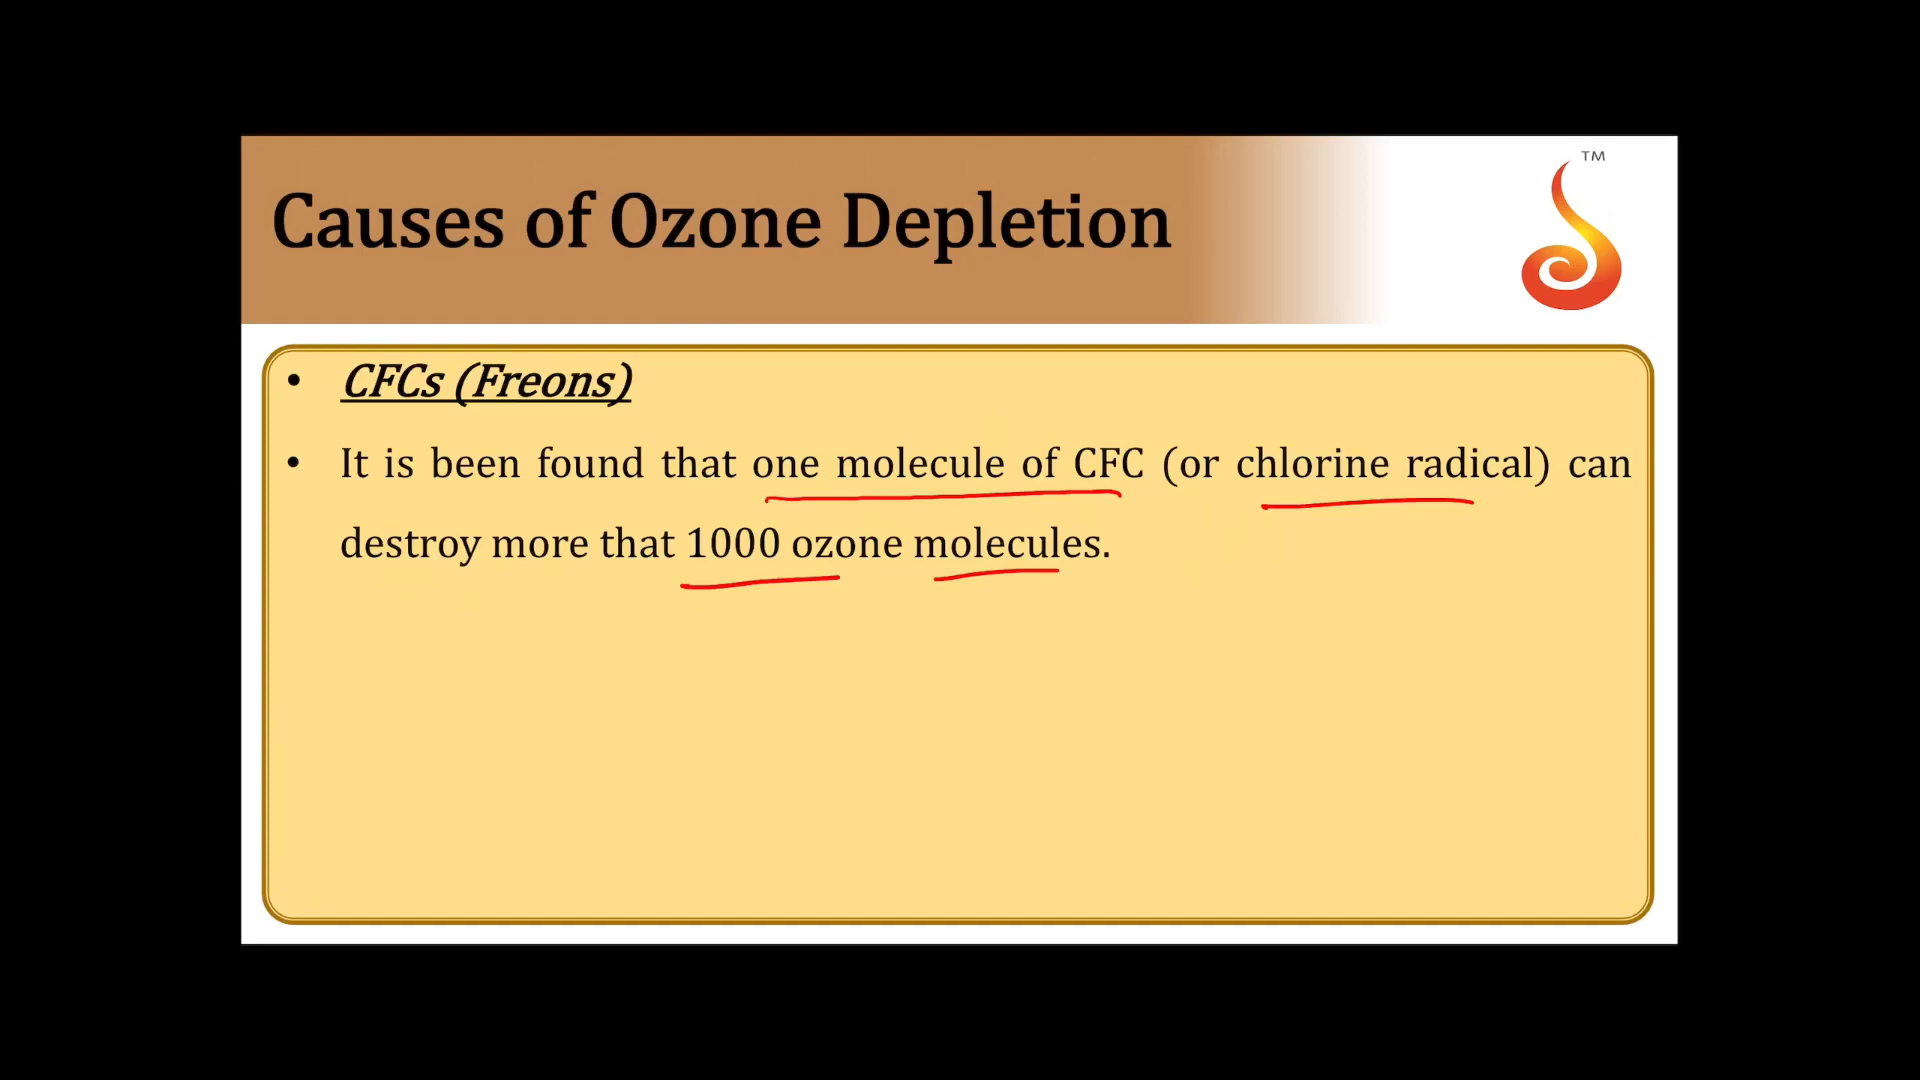 TM
Causes of Ozone Depletion
• CFCs (Freons)
• It is been found that one molecule of CFC (or chlorine radical) can
destroy more that 1000 ozone molecules.